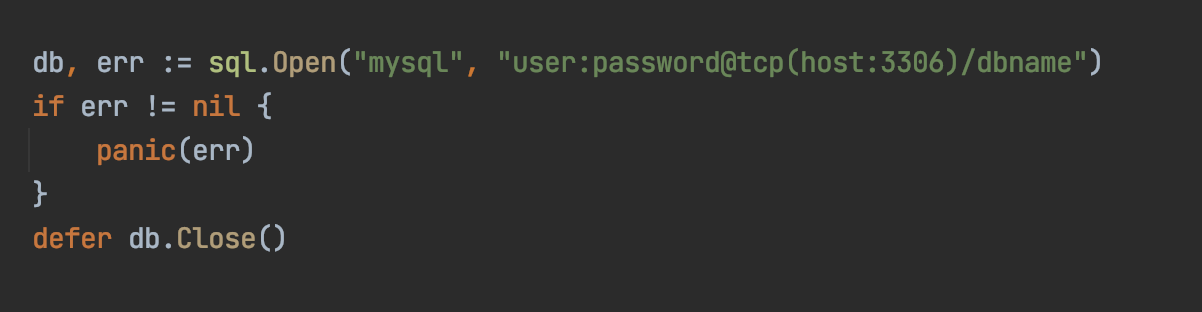 db, err := sql.Open("mysql", "user:password@tcp(host:3306)/dbname")
if err != nil {
    panic(err)
}
defer db.Close()